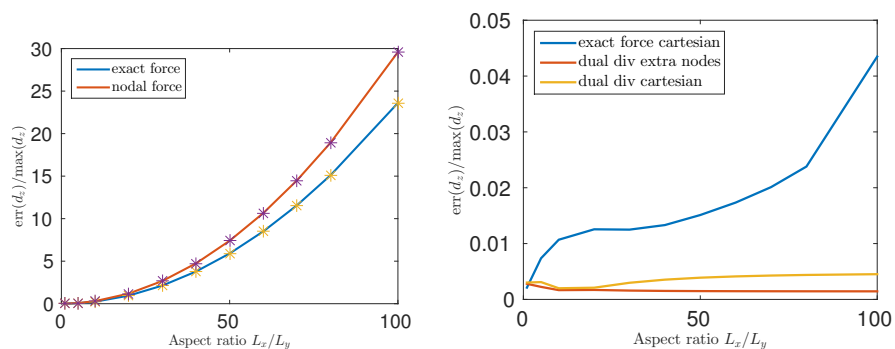 30
25
20
15
10
5
0
0
50
100
err(d_z)/max(d_z)
Aspect ratio L_x/L_y
exact force
nodal force
0.05
0.04
0.03
0.02
0.01
0
0
50
100
err(d_z)/max(d_z)
Aspect ratio L_x/L_y
exact force cartesian
dual div extra nodes
dual div cartesian